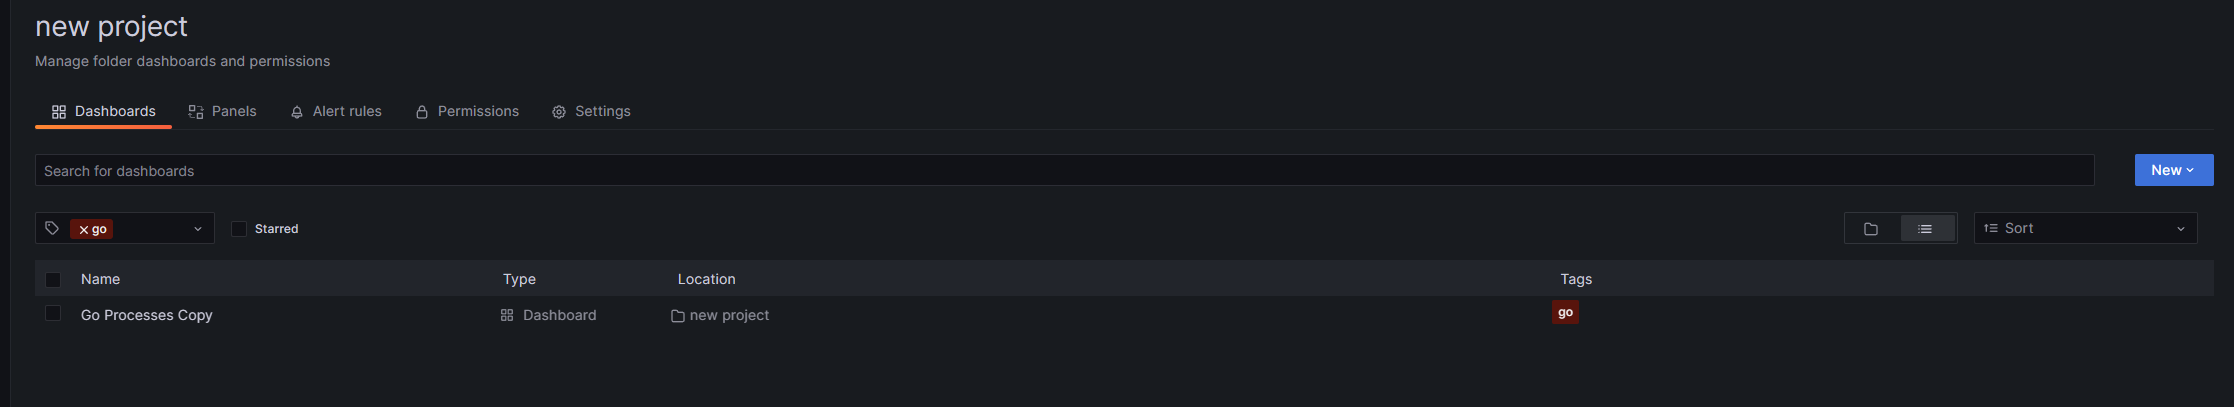 new project
Manage folder dashboards and permissions
Dashboards Panels Alert rules Permissions Settings
Search for dashboards New
go Starred Sort
Name Type Location Tags
Go Processes Copy Dashboard new project go